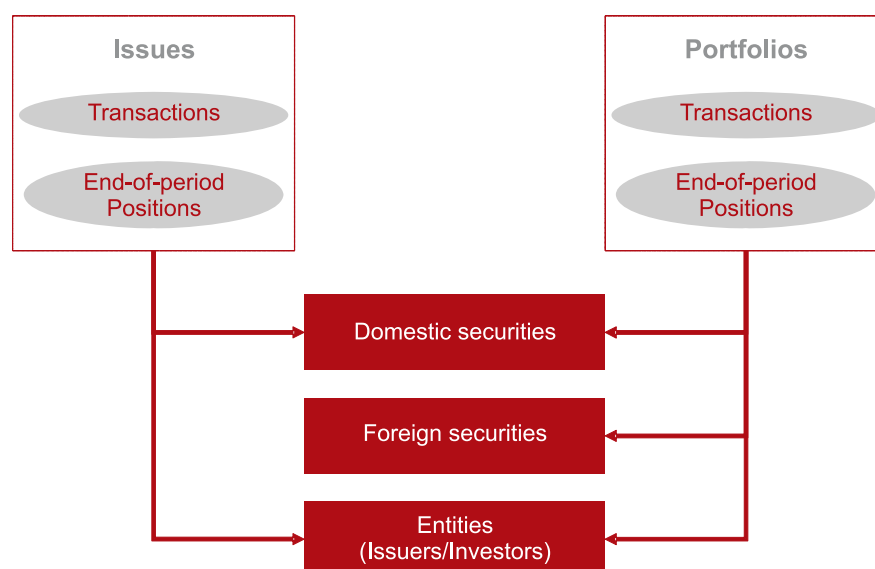 Issues
Transactions
End-of-period
Positions
Portfolios
Transactions
End-of-period
Positions
Domestic securities
Foreign securities
Entities
(Issuers/Investors)